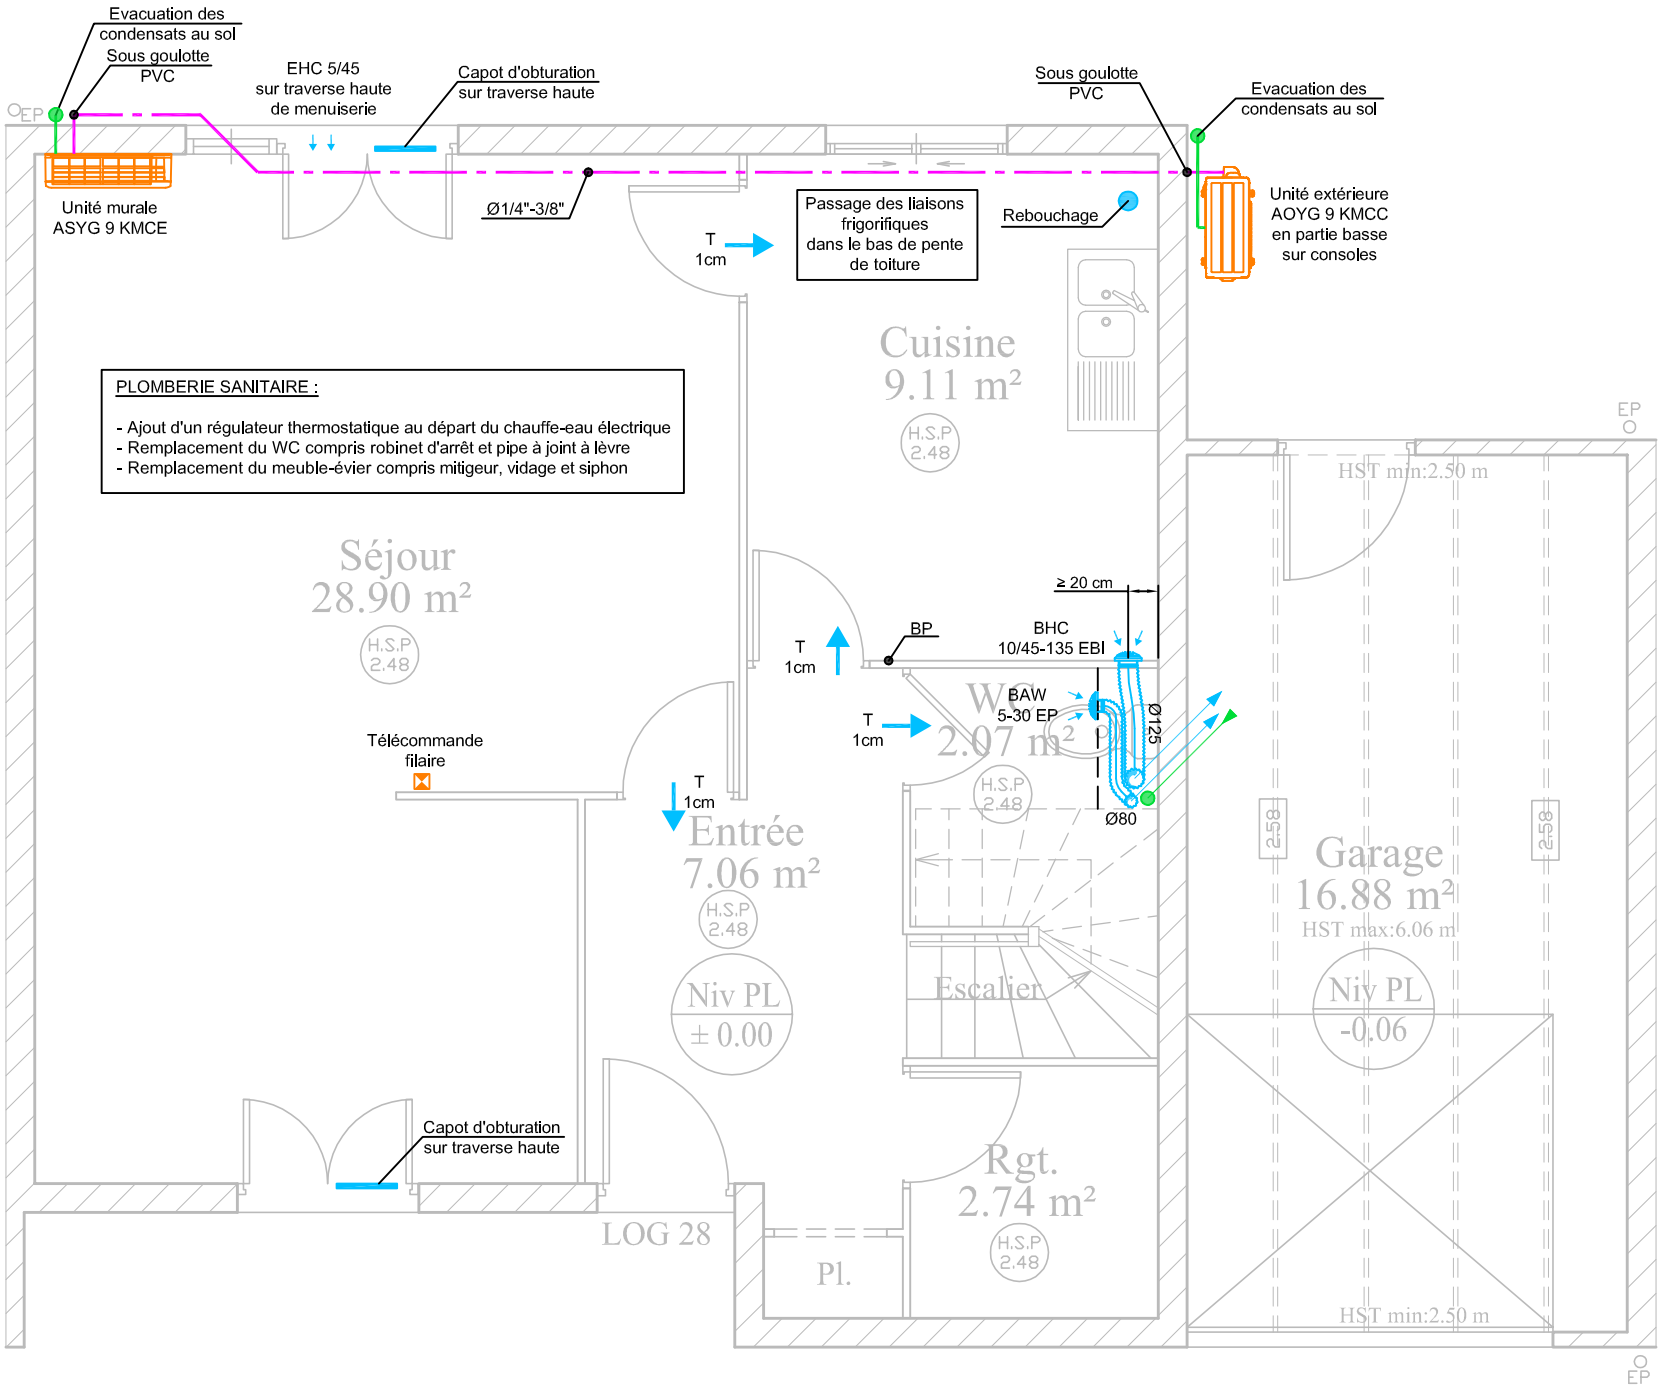 Evacuation des
condensats au sol
Sous goulotte
PVC
EP
EHC 5/45
sur traverse haute
de menuiserie
Capot d'obturation
sur traverse haute
Sous goulotte
PVC
Evacuation des
condensats au sol
Unité murale
ASYG 9 KMCE
Ø1/4"-3/8"
T
1cm
Passage des liaisons
frigorifiques
dans le bas de pente
de toiture
Rebouchage
Unité extérieure
AOYG 9 KMCC
en partie basse
sur consoles
Cuisine
9.11 m²
H.S.P
2.48
PLOMBERIE SANITAIRE :
- Ajout d'un régulateur thermostatique au départ du chauffe-eau électrique
- Remplacement du WC compris robinet d'arrêt et pipe à joint à lèvre
- Remplacement du meuble-évier compris mitigeur, vidage et siphon
EP
HST min:2.50 m
Séjour
28.90 m²
H.S.P
2.48
≥ 20 cm
BP
BHC
10/45-135 EBI
T
1cm
WC
2.07 m²
H.S.P
2.48
BAW
5-30 EP
Ø125
Ø80
T
1cm
Télécommande
filaire
T
1cm
Entrée
7.06 m²
H.S.P
2.48
Niv PL
± 0.00
Escalier
2.58
2.58
Garage
16.88 m²
HST max:6.06 m
Niv PL
-0.06
Capot d'obturation
sur traverse haute
Rgt.
2.74 m²
H.S.P
2.48
LOG 28
Pl.
HST min:2.50 m
EP